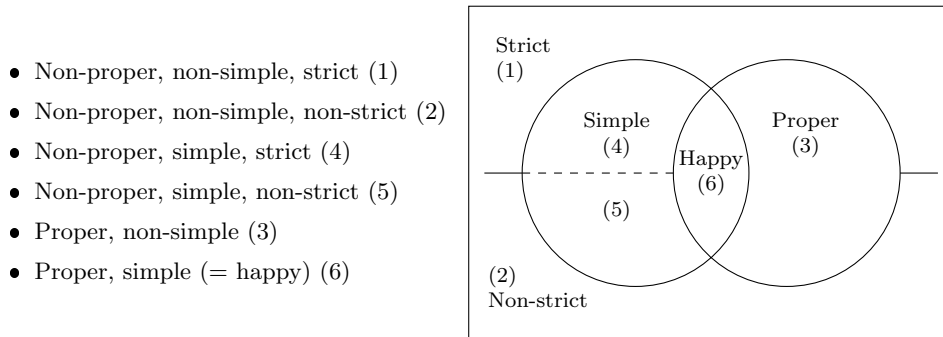 • Non-proper, non-simple, strict (1)
• Non-proper, non-simple, non-strict (2)
• Non-proper, simple, strict (4)
• Non-proper, simple, non-strict (5)
• Proper, non-simple (3)
• Proper, simple (= happy) (6)
Strict
(1)
Simple
(4)
Proper
(3)
Happy
(6)
(5)
(2)
Non-strict